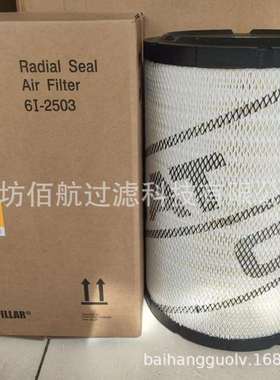 Radial Seal
Air Filter
6I-2503
CAT
坊佰航过滤科技有限公
PILLAR®
baihangguolv.168